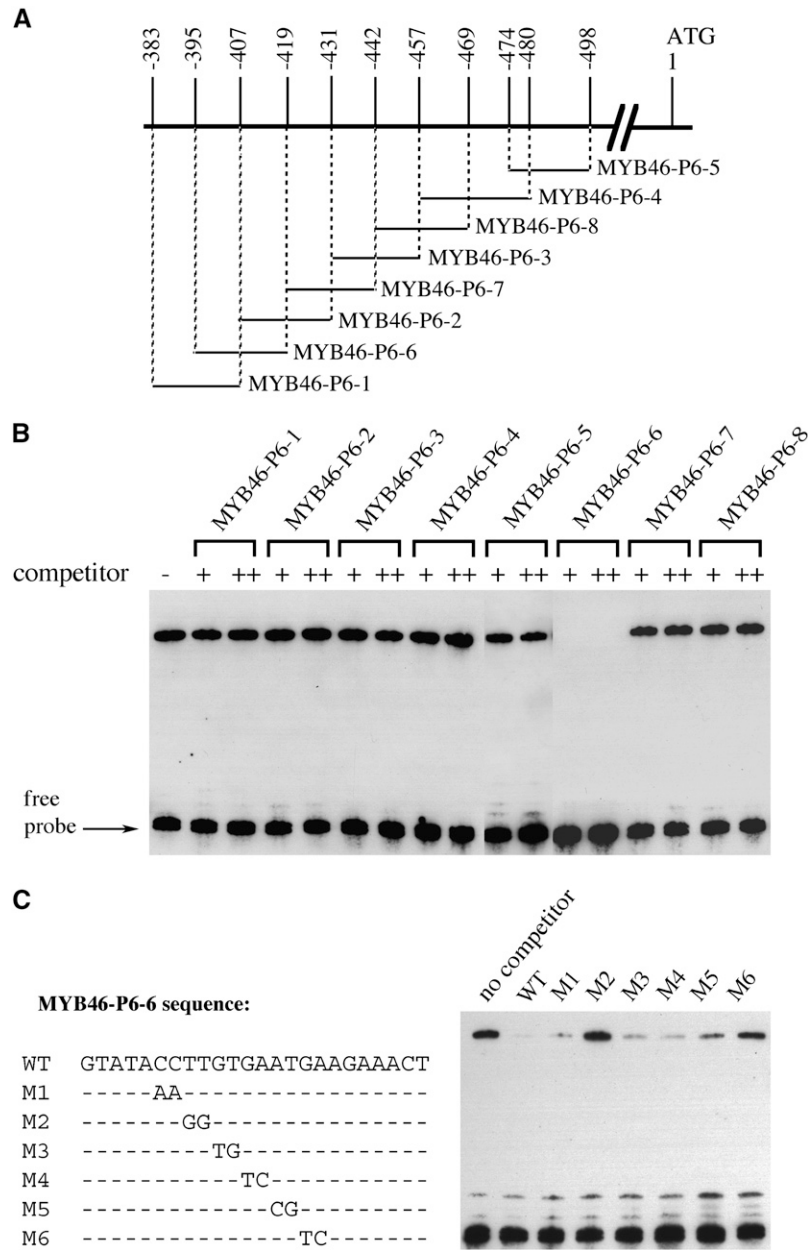 A
-383 -395 -407 -419 -431 -442 -457 -469 -474 -480 -498 ATG
1
MYB46-P6-5
MYB46-P6-4
MYB46-P6-8
MYB46-P6-3
MYB46-P6-7
MYB46-P6-2
MYB46-P6-6
MYB46-P6-1
B
MYB46-P6-1 MYB46-P6-2 MYB46-P6-3 MYB46-P6-4 MYB46-P6-5 MYB46-P6-6 MYB46-P6-7 MYB46-P6-8
competitor - + ++ + ++ + ++ + ++ + ++ + ++ + ++ + ++
free
probe
C
no competitor WT M1 M2 M3 M4 M5 M6
MYB46-P6-6 sequence:
WT GTATACCTTGTGAATGAAGAAACT
M1 -----AA-----------------
M2 -------GG---------------
M3 ---------TG-------------
M4 -----------TC-----------
M5 -------------CG---------
M6 ---------------TC-------